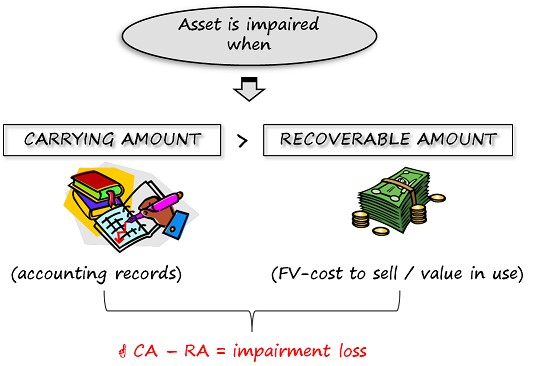 Asset is impaired
when
CARRYING AMOUNT > RECOVERABLE AMOUNT
(accounting records) (FV-cost to sell / value in use)
CA – RA = impairment loss